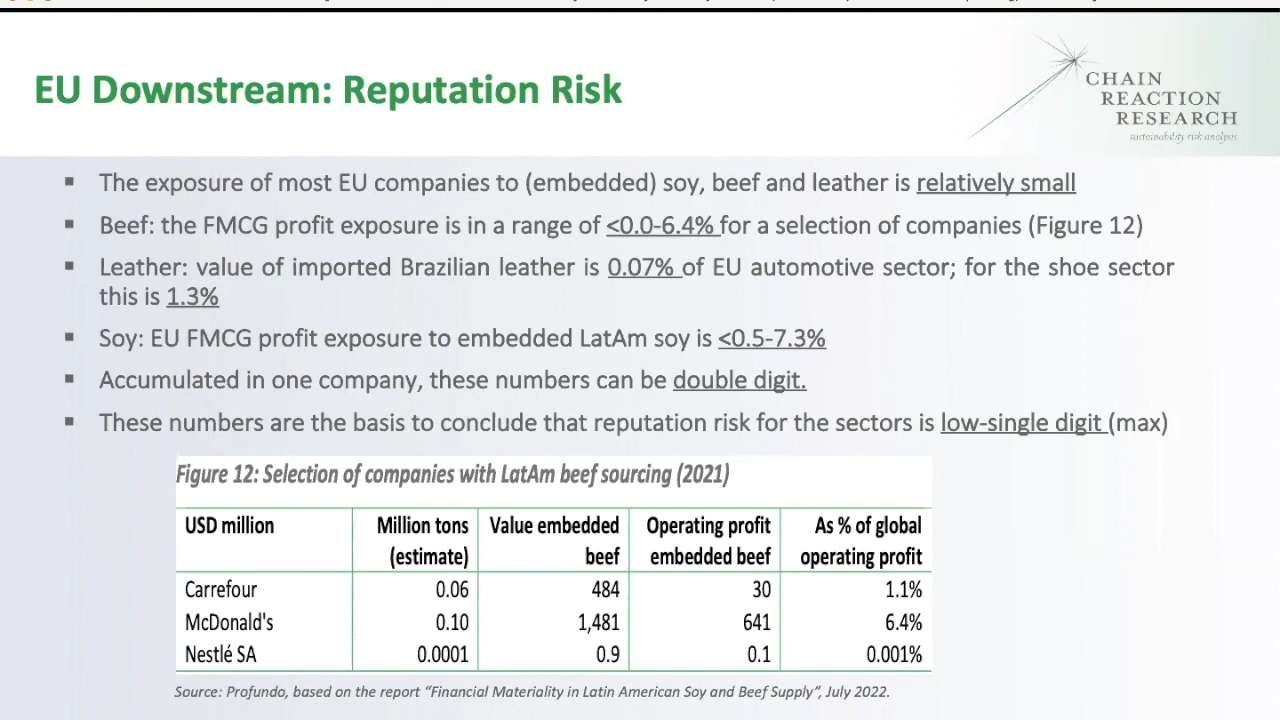 EU Downstream: Reputation Risk
CHAIN
REACTION
RESEARCH
sustainability risk analysis
▪ The exposure of most EU companies to (embedded) soy, beef and leather is relatively small
▪ Beef: the FMCG profit exposure is in a range of <0.0-6.4% for a selection of companies (Figure 12)
▪ Leather: value of imported Brazilian leather is 0.07% of EU automotive sector; for the shoe sector
this is 1.3%
▪ Soy: EU FMCG profit exposure to embedded LatAm soy is <0.5-7.3%
▪ Accumulated in one company, these numbers can be double digit.
▪ These numbers are the basis to conclude that reputation risk for the sectors is low-single digit (max)
Figure 12: Selection of companies with LatAm beef sourcing (2021)
USD million Million tons Value embedded Operating profit As % of global
(estimate) beef embedded beef operating profit
Carrefour 0.06 484 30 1.1%
McDonald's 0.10 1,481 641 6.4%
Nestlé SA 0.0001 0.9 0.1 0.001%
Source: Profundo, based on the report “Financial Materiality in Latin American Soy and Beef Supply”, July 2022.